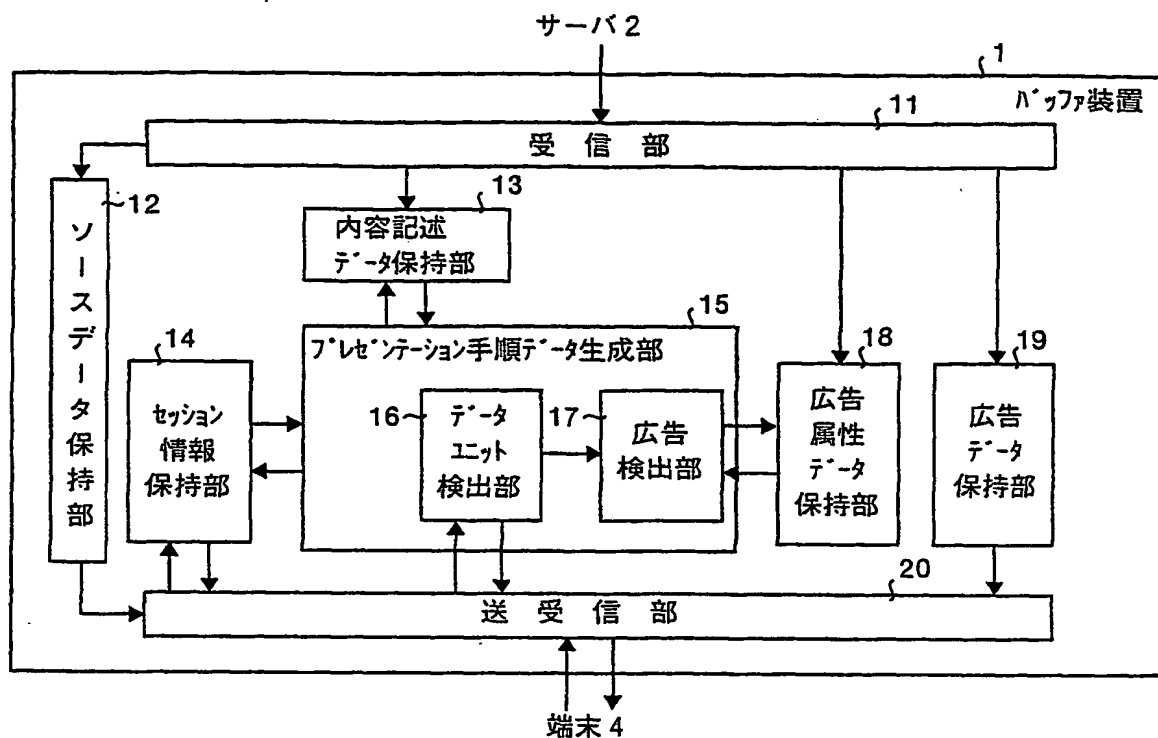 サーバ2
1
バッファ装置
11
受信部
12
ソースデータ保持部
13
内容記述
データ保持部
14
セッション
情報
保持部
15
プレゼンテーション手順データ生成部
16
データ
ユニット
検出部
17
広告
検出部
18
広告
属性
データ
保持部
19
広告
データ
保持部
20
送受信部
端末4